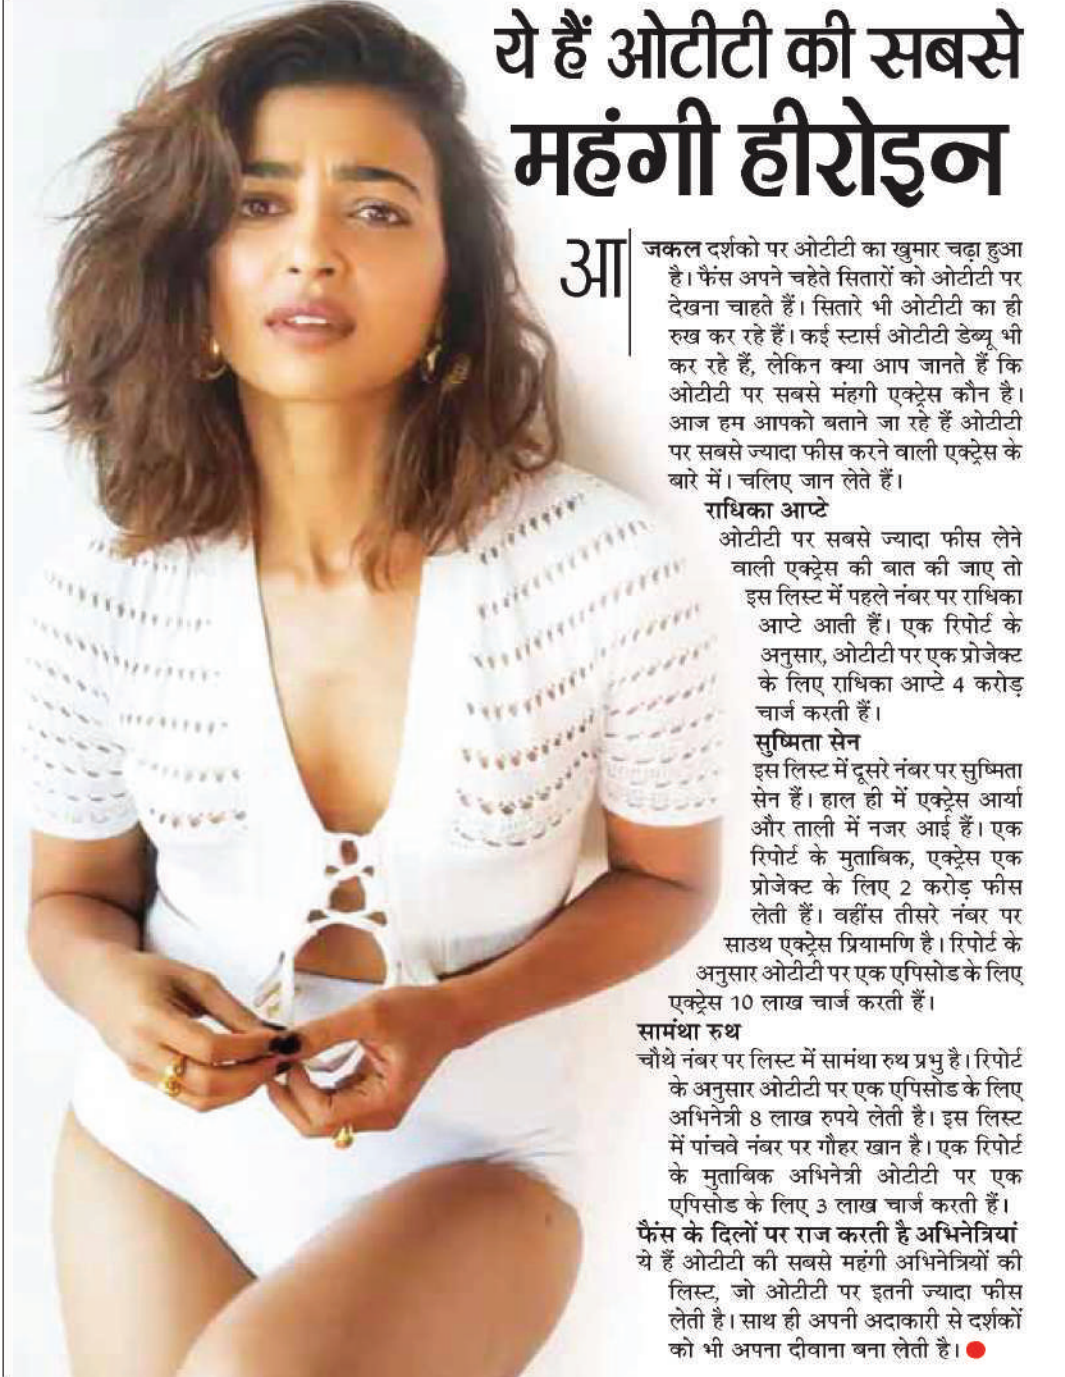 ये हैं ओटीटी की सबसे
महंगी हीरोइन
आ
जकल दर्शको पर ओटीटी का खुमार चढ़ा हुआ
है। फैंस अपने चहेते सितारों को ओटीटी पर
देखना चाहते हैं। सितारे भी ओटीटी का ही
रुख कर रहे हैं। कई स्टार्स ओटीटी डेब्यू भी
कर रहे हैं, लेकिन क्या आप जानते हैं कि
ओटीटी पर सबसे मंहगी एक्ट्रेस कौन है।
आज हम आपको बताने जा रहे हैं ओटीटी
पर सबसे ज्यादा फीस करने वाली एक्ट्रेस के
बारे में। चलिए जान लेते हैं।
राधिका आप्टे
ओटीटी पर सबसे ज्यादा फीस लेने
वाली एक्ट्रेस की बात की जाए तो
इस लिस्ट में पहले नंबर पर राधिका
आप्टे आती हैं। एक रिपोर्ट के
अनुसार, ओटीटी पर एक प्रोजेक्ट
के लिए राधिका आप्टे 4 करोड़
चार्ज करती हैं।
सुष्मिता सेन
इस लिस्ट में दूसरे नंबर पर सुष्मिता
सेन हैं। हाल ही में एक्ट्रेस आर्या
और ताली में नजर आई हैं। एक
रिपोर्ट के मुताबिक, एक्ट्रेस एक
प्रोजेक्ट के लिए 2 करोड़ फीस
लेती हैं। वहींस तीसरे नंबर पर
साउथ एक्ट्रेस प्रियामणि है। रिपोर्ट के
अनुसार ओटीटी पर एक एपिसोड के लिए
एक्ट्रेस 10 लाख चार्ज करती हैं।
सामंथा रुथ
चौथे नंबर पर लिस्ट में सामंथा रुथ प्रभु है। रिपोर्ट
के अनुसार ओटीटी पर एक एपिसोड के लिए
अभिनेत्री 8 लाख रुपये लेती है। इस लिस्ट
में पांचवे नंबर पर गौहर खान है। एक रिपोर्ट
के मुताबिक अभिनेत्री ओटीटी पर एक
एपिसोड के लिए 3 लाख चार्ज करती हैं।
फैंस के दिलों पर राज करती है अभिनेत्रियां
ये हैं ओटीटी की सबसे महंगी अभिनेत्रियों की
लिस्ट, जो ओटीटी पर इतनी ज्यादा फीस
लेती है। साथ ही अपनी अदाकारी से दर्शकों
को भी अपना दीवाना बना लेती है।